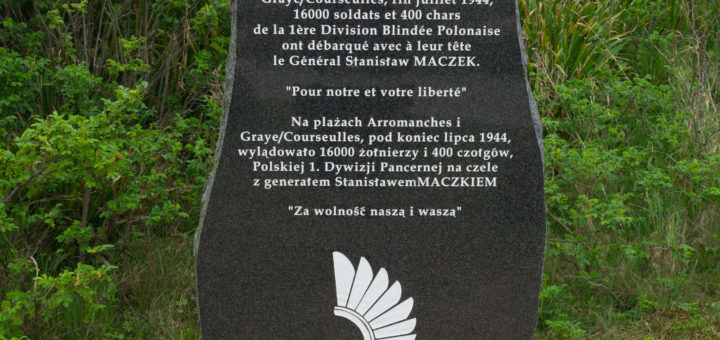 Graye/Courseulles, fin juillet 1944,
16000 soldats et 400 chars
de la 1ère Division Blindée Polonaise
ont débarqué avec à leur tête
le Général Stanisław MACZEK.
"Pour notre et votre liberté"
Na plażach Arromanches i
Graye/Courseulles, pod koniec lipca 1944,
wylądowało 16000 żołnierzy i 400 czołgów,
Polskiej 1. Dywizji Pancernej na czele
z generałem StanisławemMACZKIEM
"Za wolność naszą i waszą"